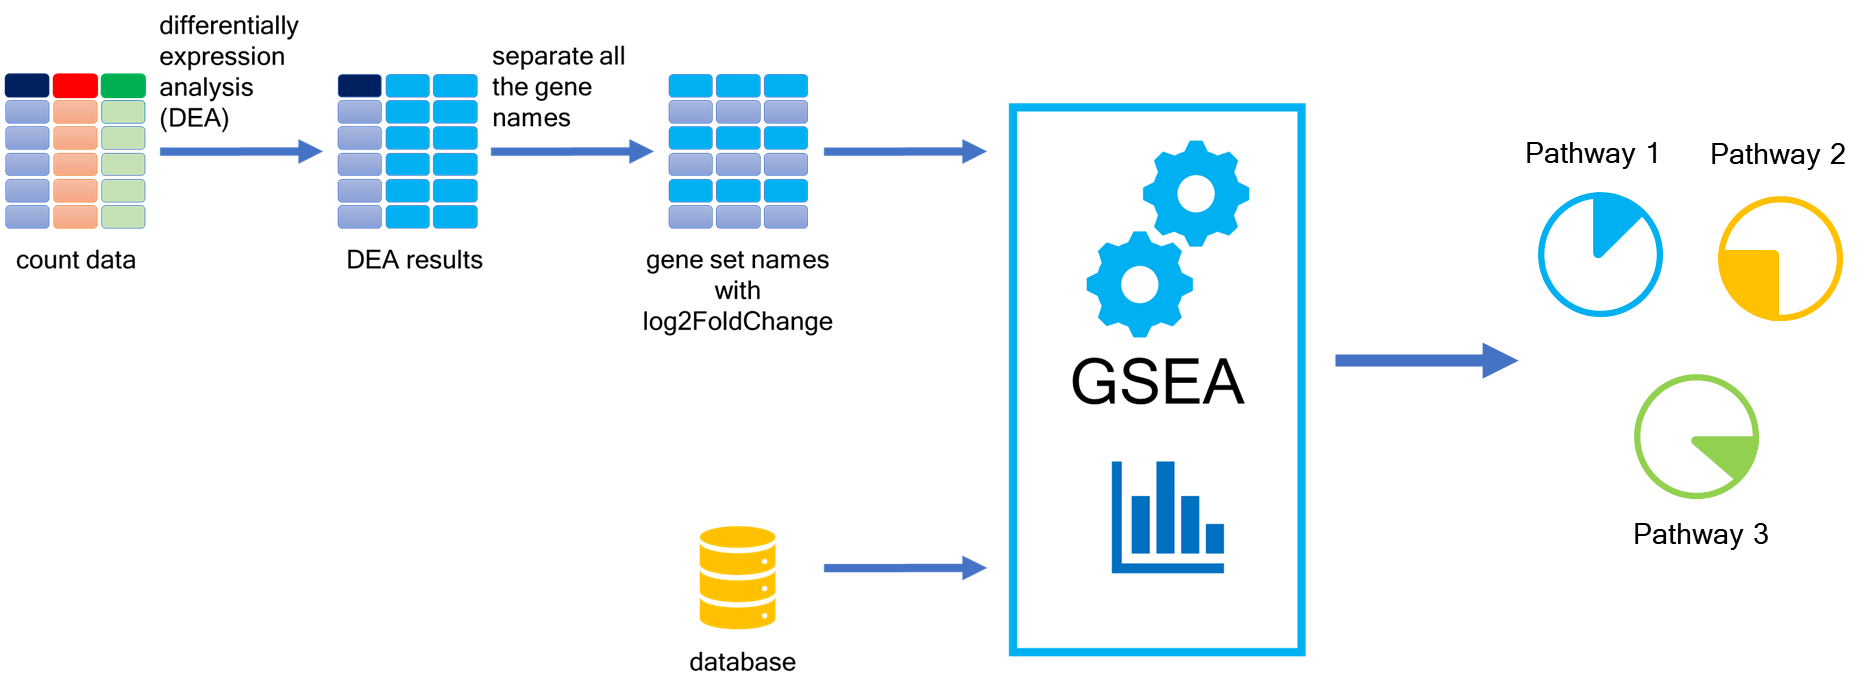 differentially
expression
analysis
(DEA)
separate all
the gene
names
count data
DEA results
gene set names
with
log2FoldChange
GSEA
database
Pathway 1
Pathway 2
Pathway 3